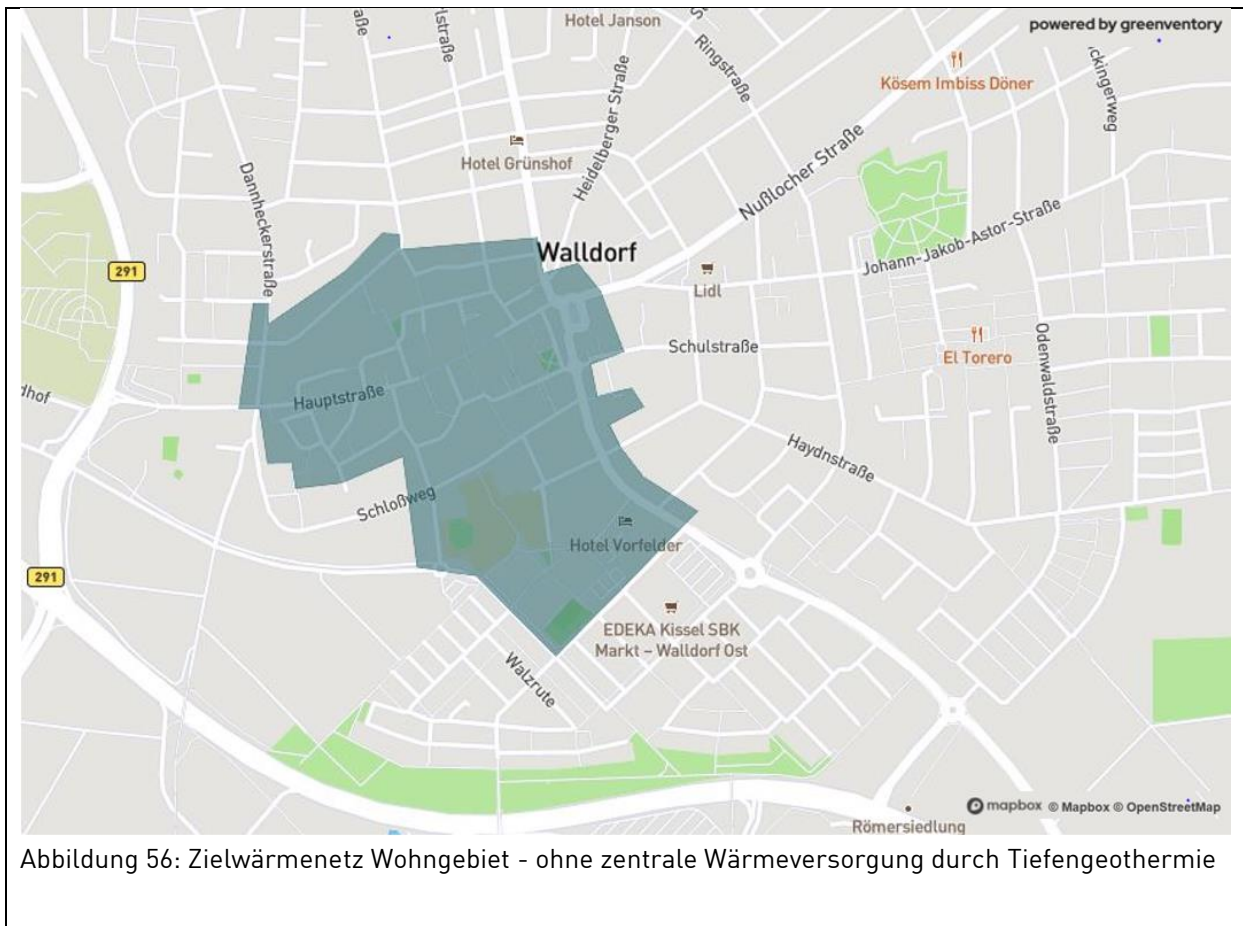 powered by greenventory
Hotel Janson
Ringstraße
Kösem Imbiss Döner
Heidelberger Straße
Hotel Grünshof
Nußlocher Straße
Dannheckerstraße
Johann-Jakob-Astor-Straße
Walldorf
291
Lidl
Schulstraße
El Torero
Odenwaldstraße
Hauptstraße
Haydnstraße
Schloßweg
Hotel Vorfelder
291
EDEKA Kissel SBK
Markt – Walldorf Ost
Walzrute
mapbox © Mapbox © OpenStreetMap
Römersiedlung
Abbildung 56: Zielwärmenetz Wohngebiet - ohne zentrale Wärmeversorgung durch Tiefengeothermie